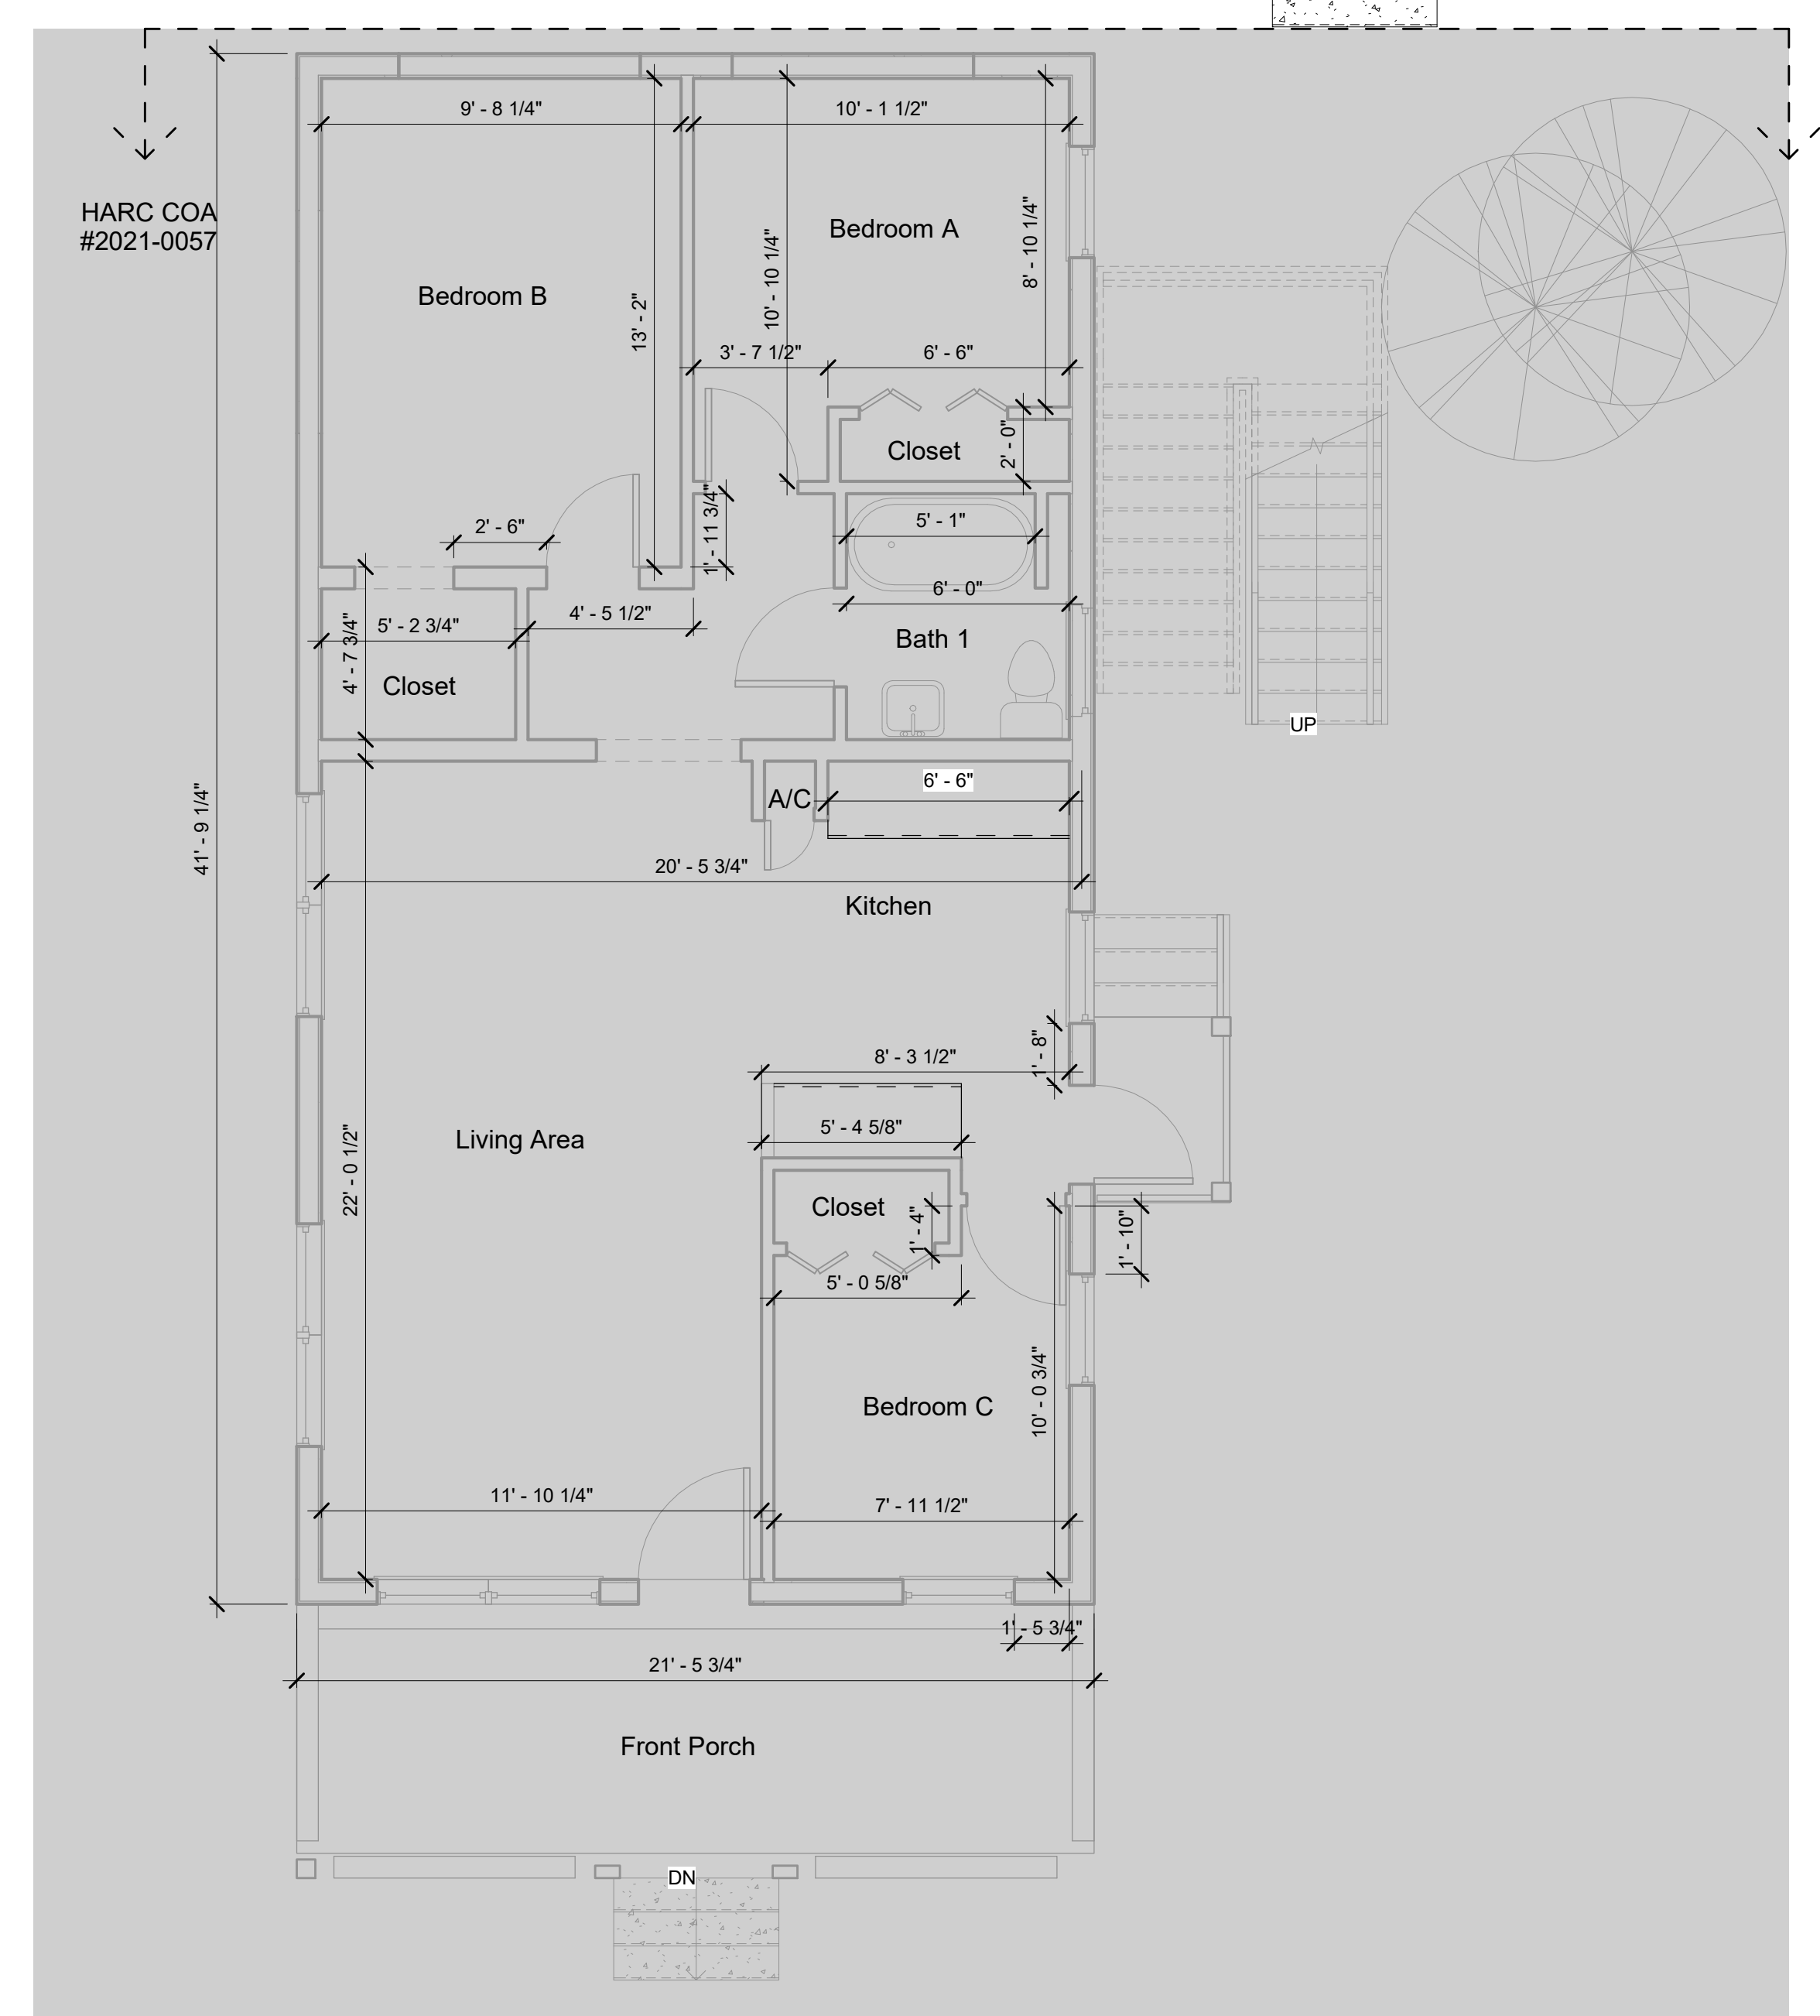 9' - 8 1/4"
10' - 1 1/2"
HARC COA
#2021-0057
Bedroom A
8' - 10 1/4"
10' - 10 1/4"
Bedroom B
13' - 2"
3' - 7 1/2"
6' - 6"
Closet
2' - 0"
1' - 11 3/4"
5' - 1"
2' - 6"
6' - 0"
4' - 5 1/2"
5' - 2 3/4"
4' - 7 3/4"
Bath 1
Closet
UP
6' - 6"
A/C
41' - 9 1/4"
20' - 5 3/4"
Kitchen
1' - 8"
8' - 3 1/2"
5' - 4 5/8"
Living Area
22' - 0 1/2"
Closet
1' - 4"
1' - 10"
5' - 0 5/8"
10' - 0 3/4"
Bedroom C
11' - 10 1/4"
7' - 11 1/2"
1' - 5 3/4"
21' - 5 3/4"
Front Porch
DN